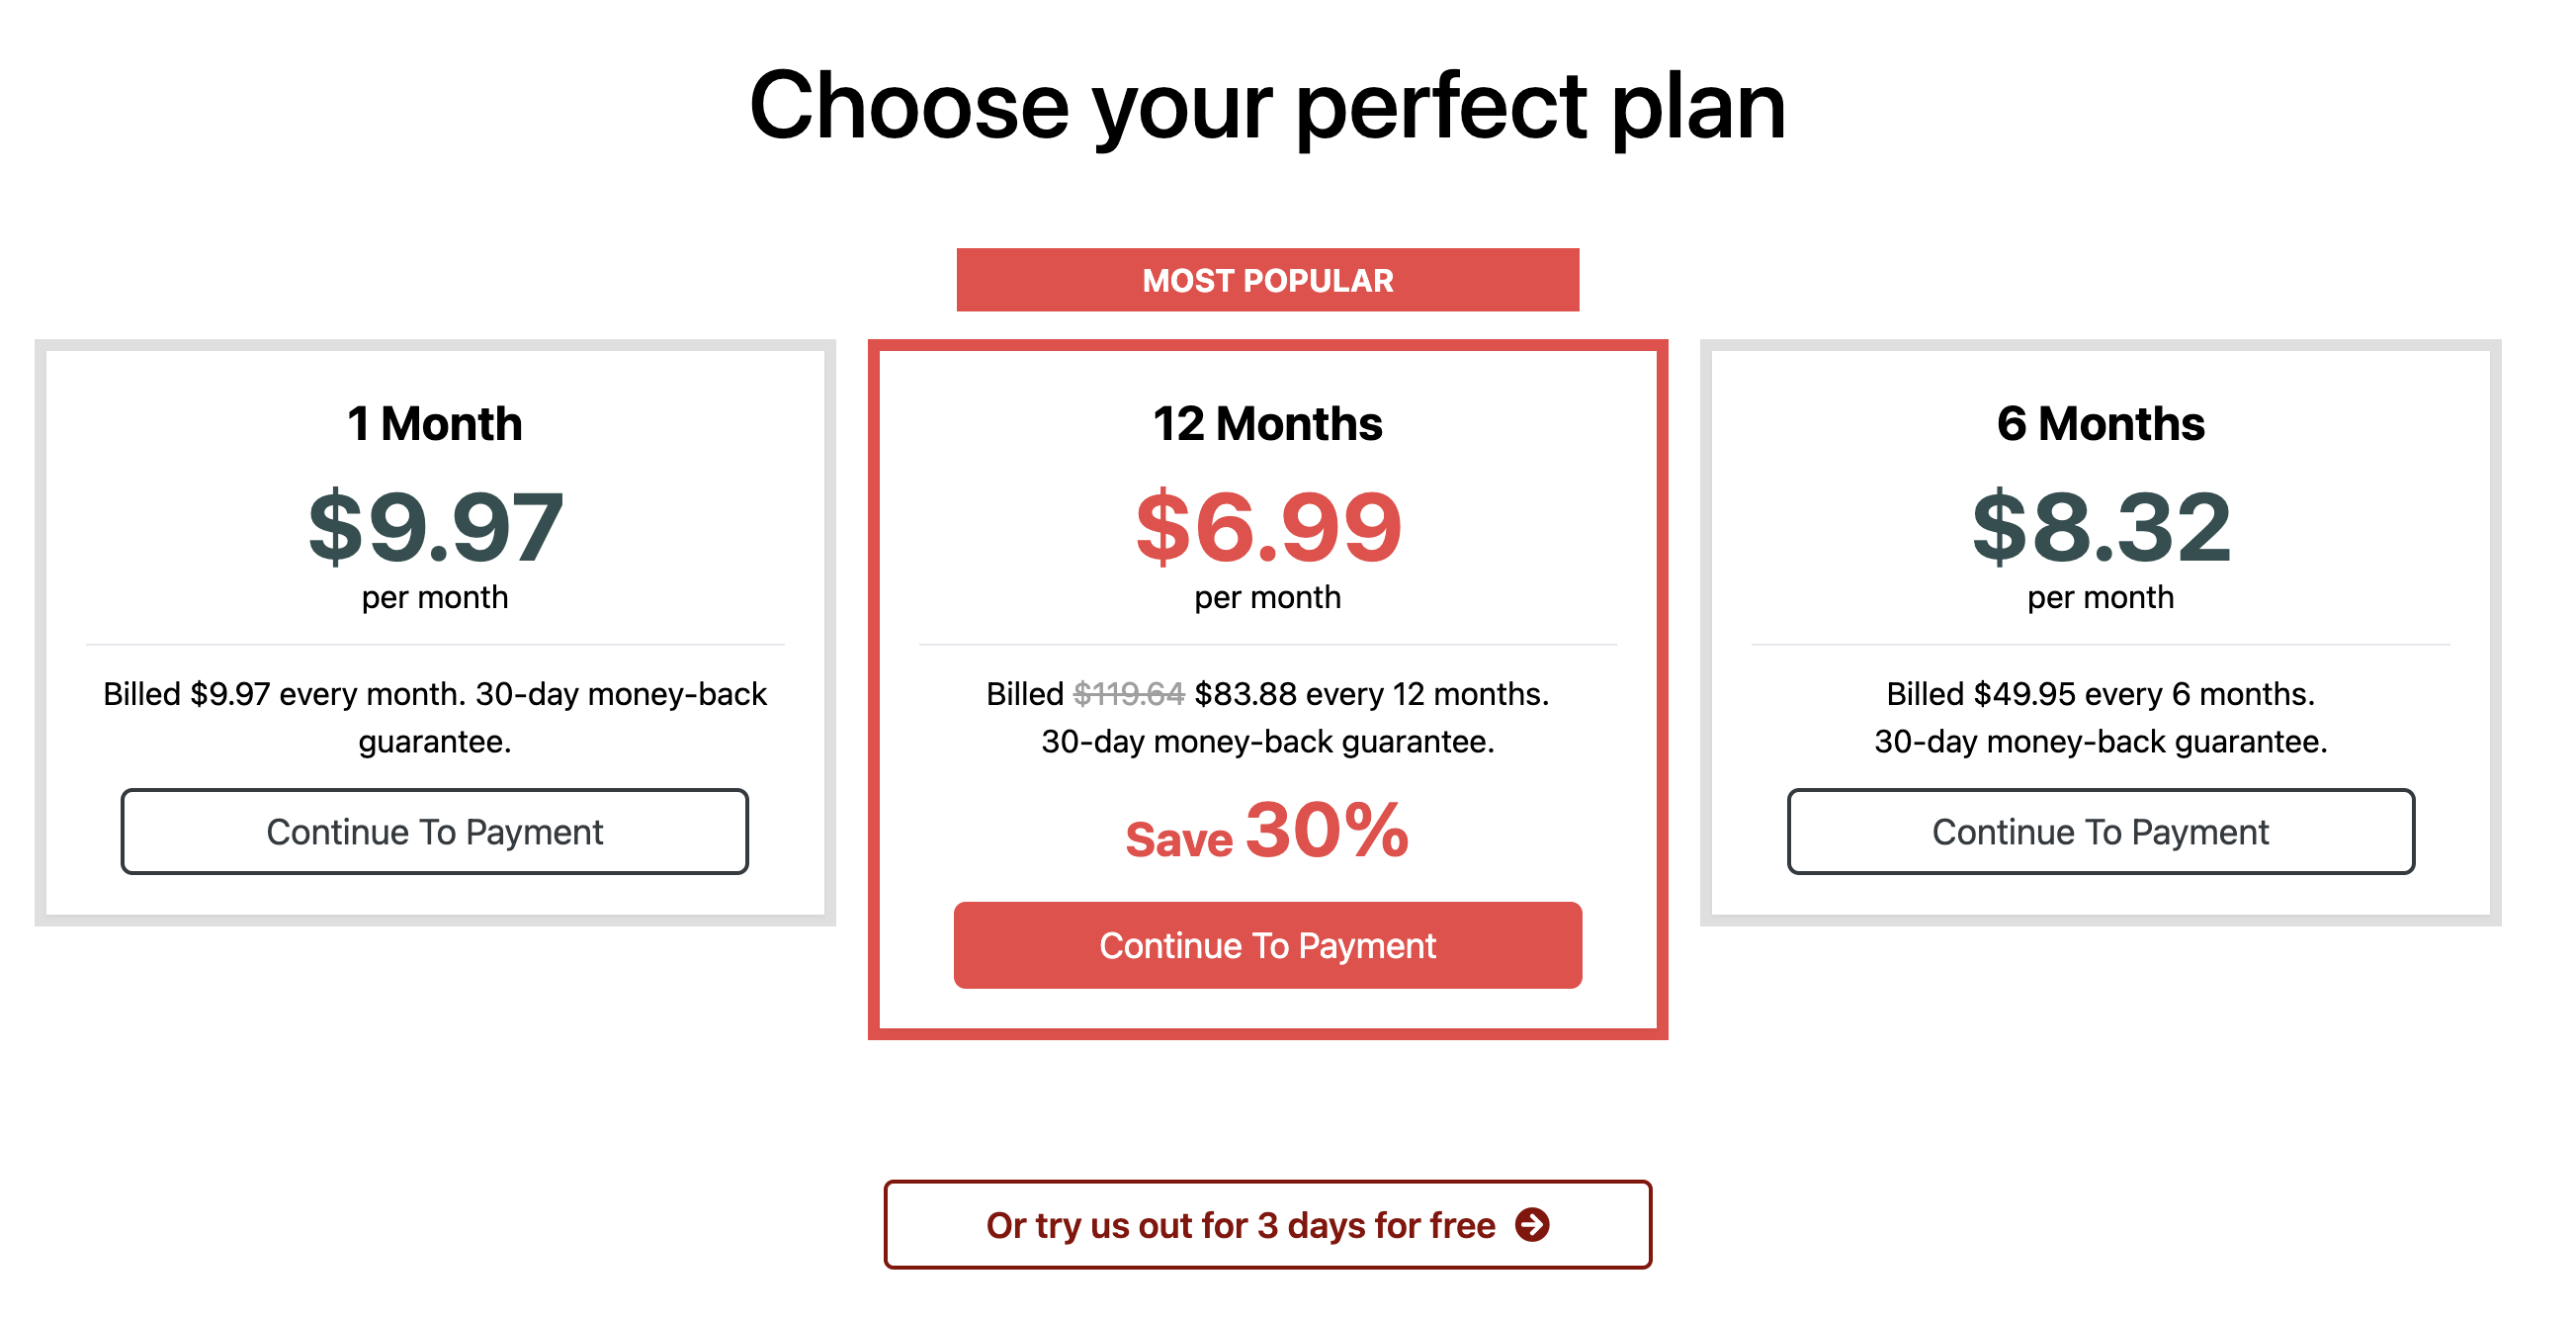 Choose your perfect plan
MOST POPULAR
1 Month
$9.97
per month
Billed $9.97 every month. 30-day money-back
guarantee.
Continue To Payment
12 Months
$6.99
per month
Billed $119.64 $83.88 every 12 months.
30-day money-back guarantee.
Save 30%
Continue To Payment
6 Months
$8.32
per month
Billed $49.95 every 6 months.
30-day money-back guarantee.
Continue To Payment
Or try us out for 3 days for free